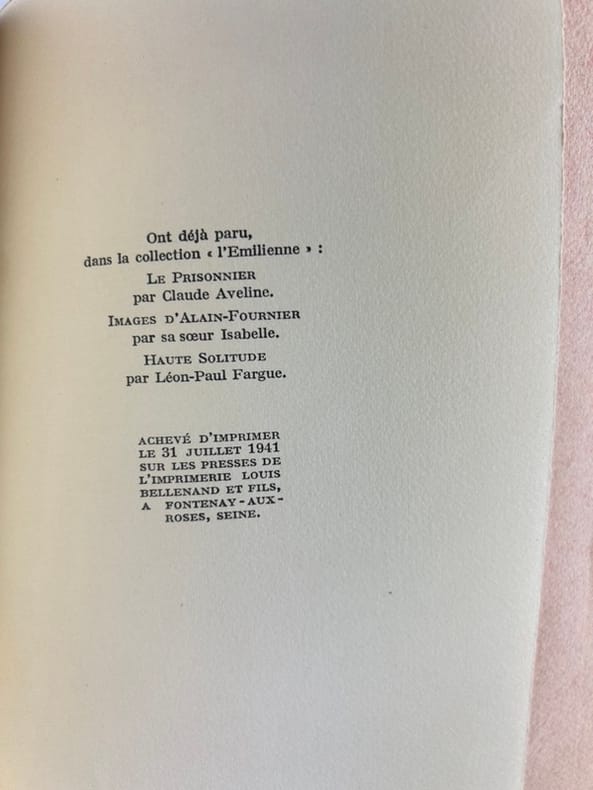 Ont déjà paru,
dans la collection « l'Emilienne » :
LE PRISONNIER
par Claude Aveline.
IMAGES D'ALAIN-FOURNIER
par sa sœur Isabelle.
HAUTE SOLITUDE
par Léon-Paul Fargue.
ACHEVÉ D'IMPRIMER
LE 31 JUILLET 1941
SUR LES PRESSES DE
L'IMPRIMERIE LOUIS
BELLENAND ET FILS,
A FONTENAY-AUX-
ROSES, SEINE.